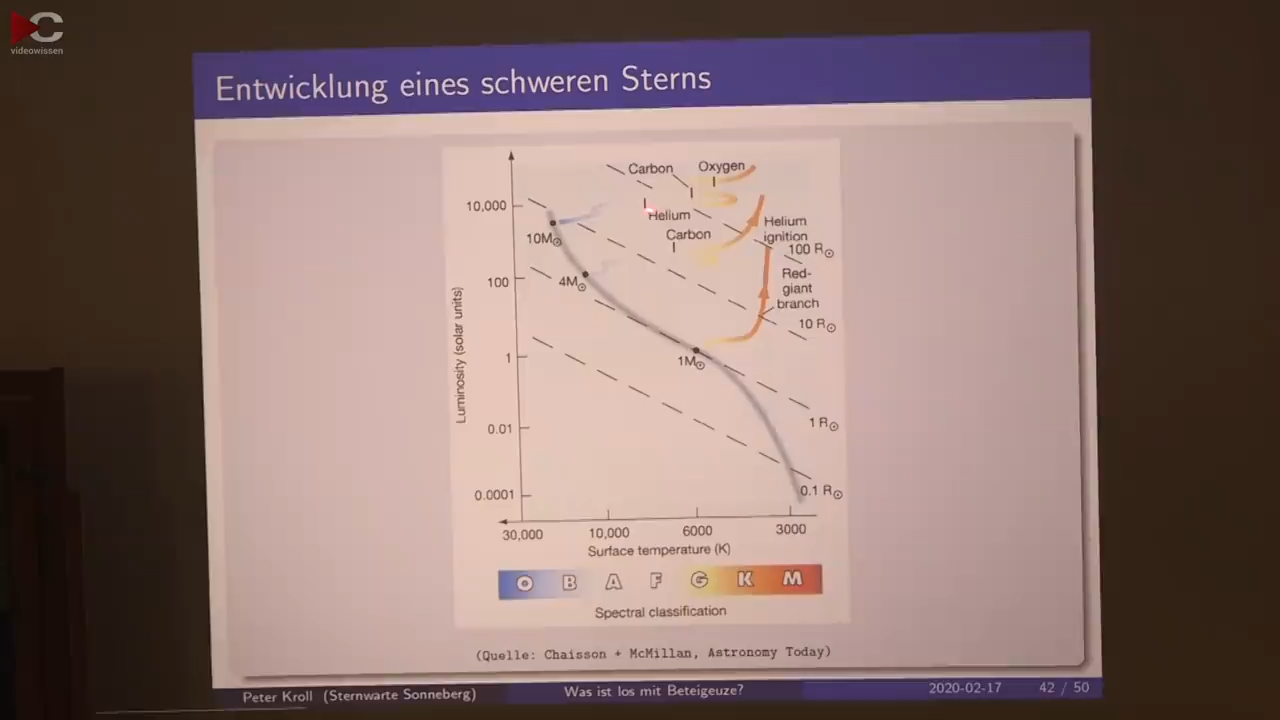 videowissen
Entwicklung eines schweren Sterns
Carbon
Oxygen
10,000
Helium
Helium
ignition
10M⊙
Carbon
100 R⊙
100
4M⊙
Red-
giant
branch
10 R⊙
Luminosity (solar units)
1
1M⊙
1 R⊙
0.01
0.0001
0.1 R⊙
30,000
10,000
6000
3000
Surface temperature (K)
O B A F G K M
Spectral classification
(Quelle: Chaisson + McMillan, Astronomy Today)
Peter Kroll (Sternwarte Sonneberg)
Was ist los mit Beteigeuze?
2020-02-17
42 / 50